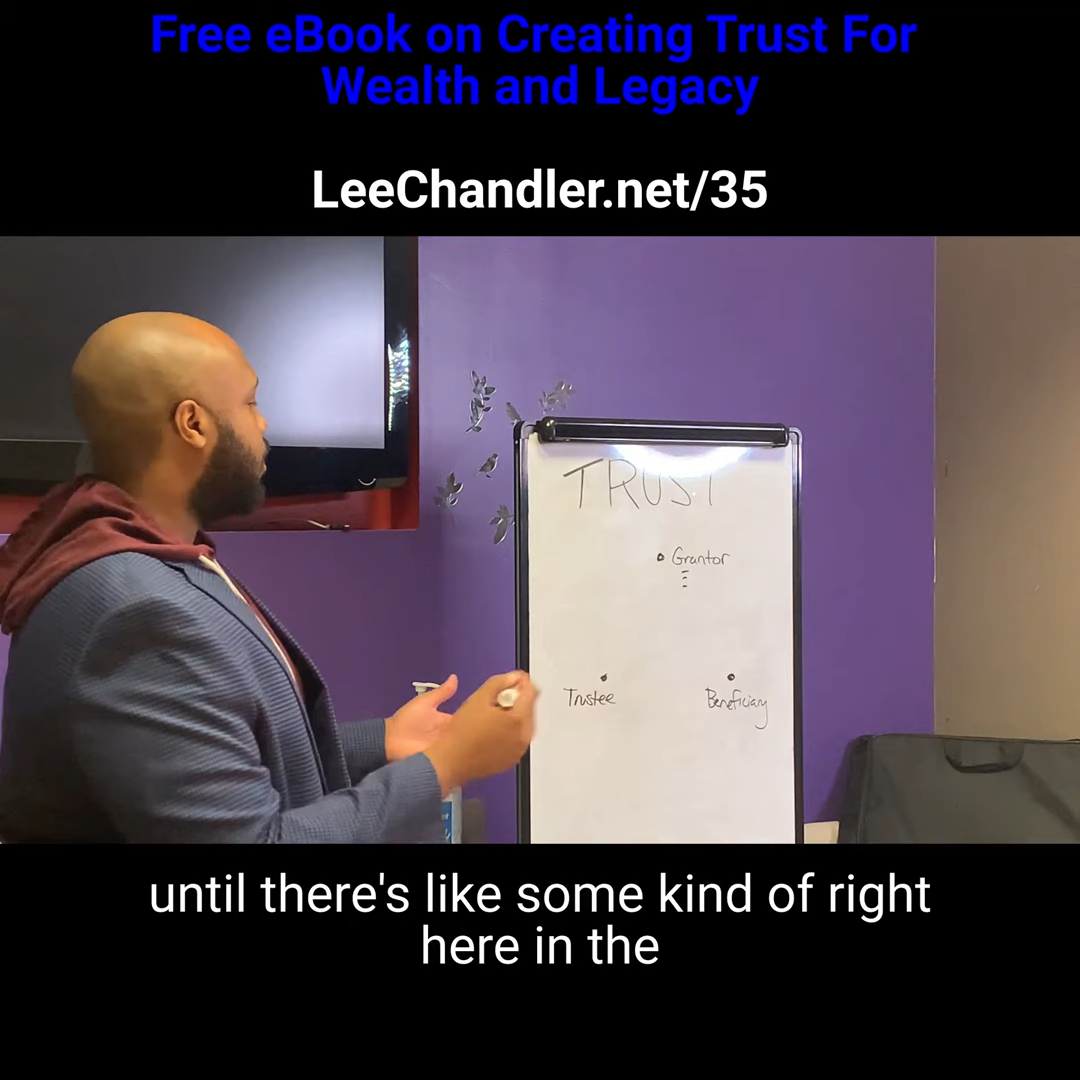 Free eBook on Creating Trust For
Wealth and Legacy
LeeChandler.net/35
TRUST
Grantor
Trustee
Beneficiary
until there's like some kind of right
here in the